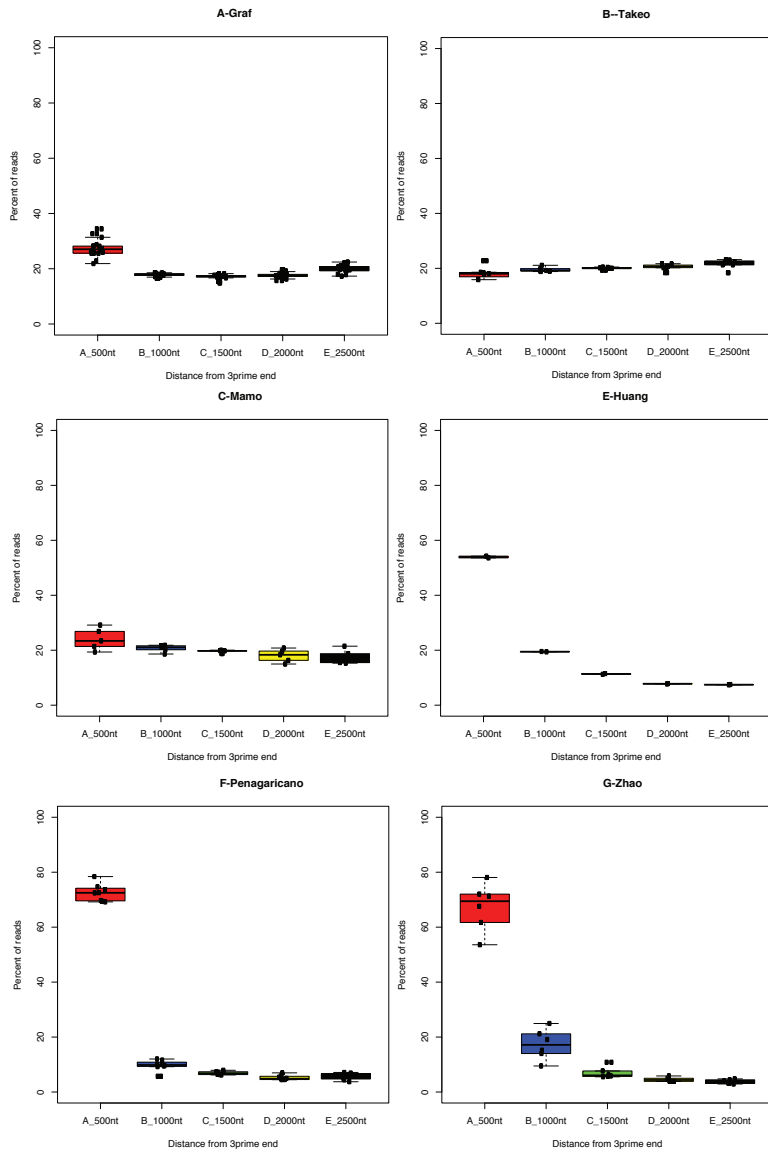 A-Graf
Percent of reads
100
80
60
40
20
0
A_500nt B_1000nt C_1500nt D_2000nt E_2500nt
Distance from 3prime end
B--Takeo
Percent of reads
100
80
60
40
20
0
A_500nt B_1000nt C_1500nt D_2000nt E_2500nt
Distance from 3prime end
C-Mamo
Percent of reads
100
80
60
40
20
0
A_500nt B_1000nt C_1500nt D_2000nt E_2500nt
Distance from 3prime end
E-Huang
Percent of reads
100
80
60
40
20
0
A_500nt B_1000nt C_1500nt D_2000nt E_2500nt
Distance from 3prime end
F-Penagaricano
Percent of reads
100
80
60
40
20
0
A_500nt B_1000nt C_1500nt D_2000nt E_2500nt
Distance from 3prime end
G-Zhao
Percent of reads
100
80
60
40
20
0
A_500nt B_1000nt C_1500nt D_2000nt E_2500nt
Distance from 3prime end